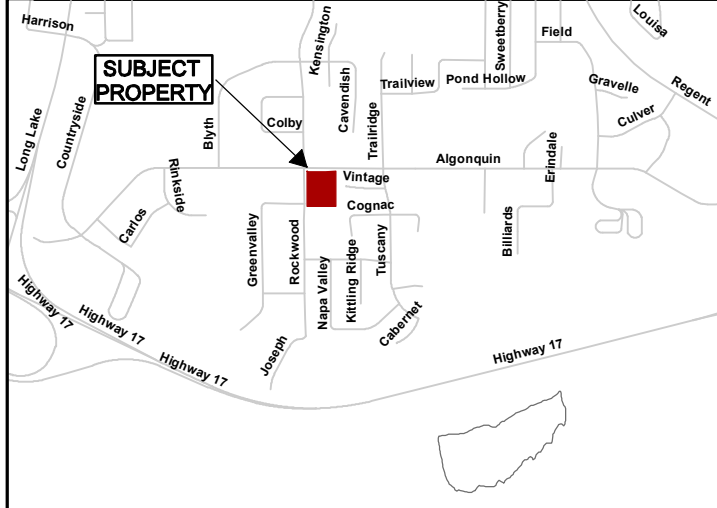 Harrison
Louisa
Kensington
Sweetberry
Field
SUBJECT
PROPERTY
Trailview
Pond Hollow
Gravelle
Regent
Long Lake
Countryside
Blyth
Colby
Cavendish
Trailridge
Culver
Algonquin
Erindale
Rinkside
Vintage
Carlos
Cognac
Greenvalley
Rockwood
Napa Valley
Kittling Ridge
Tuscany
Billiards
Highway 17
Highway 17
Highway 17
Joseph
Cabernet
Highway 17